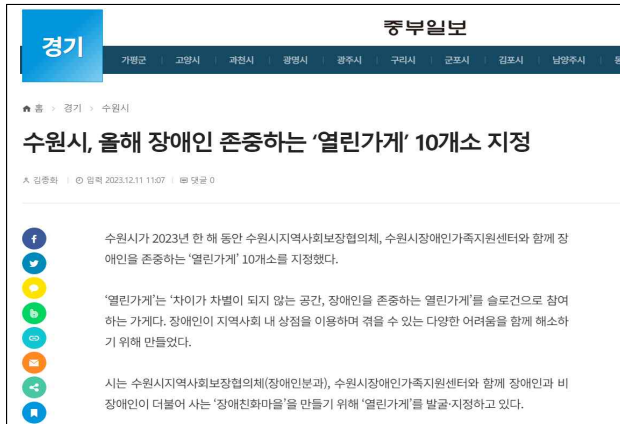 중부일보
경기
가평군 고양시 과천시 광명시 광주시 구리시 군포시 김포시 남양주시
홈 > 경기 > 수원시
수원시, 올해 장애인 존중하는 ‘열린가게’ 10개소 지정
김종화 입력 2023.12.11 11:07 댓글 0
수원시가 2023년 한 해 동안 수원시지역사회보장협의체, 수원시장애인가족지원센터와 함께 장
애인을 존중하는 ‘열린가게’ 10개소를 지정했다.
‘열린가게’는 ‘차이가 차별이 되지 않는 공간, 장애인을 존중하는 열린가게’를 슬로건으로 참여
하는 가게다. 장애인이 지역사회 내 상점을 이용하며 겪을 수 있는 다양한 어려움을 함께 해소하
기 위해 만들었다.
시는 수원시지역사회보장협의체(장애인분과), 수원시장애인가족지원센터와 함께 장애인과 비
장애인이 더불어 사는 ‘장애친화마을’을 만들기 위해 ‘열린가게’를 발굴·지정하고 있다.